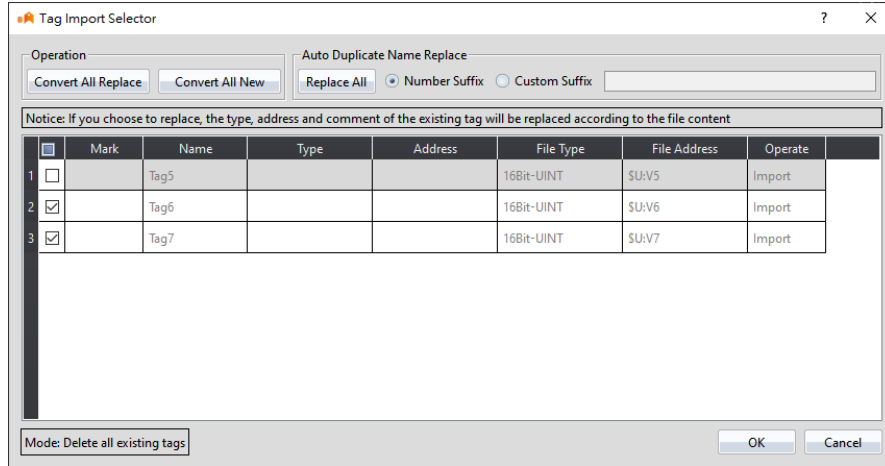 Tag Import Selector
?
Operation
Auto Duplicate Name Replace
Convert All Replace
Convert All New
Replace All
Number Suffix
Custom Suffix
Notice: If you choose to replace, the type, address and comment of the existing tag will be replaced according to the file content
Mark Name Type Address File Type File Address Operate
1 Tag5 16Bit-UINT $U:V5 Import
2 Tag6 16Bit-UINT $U:V6 Import
3 Tag7 16Bit-UINT $U:V7 Import
Mode: Delete all existing tags
OK
Cancel